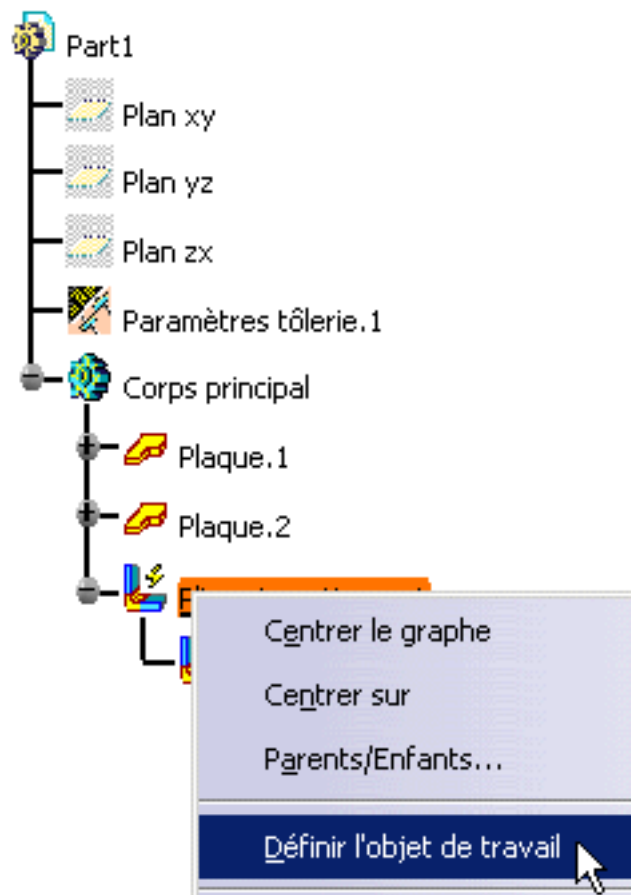 Part1
Plan xy
Plan yz
Plan zx
Paramètres tôlerie.1
Corps principal
Plaque.1
Plaque.2
Centrer le graphe
Centrer sur
Parents/Enfants...
Définir l'objet de travail